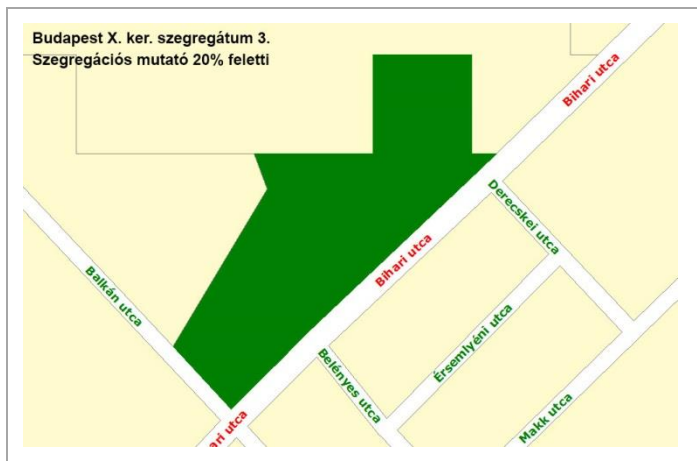 Budapest X. ker. szegregátum 3.
Szegregációs mutató 20% feletti
Bihari utca
Derecskei utca
Bihari utca
Balkán utca
Érsemlyéni utca
Belényes utca
Makk utca
ari utca